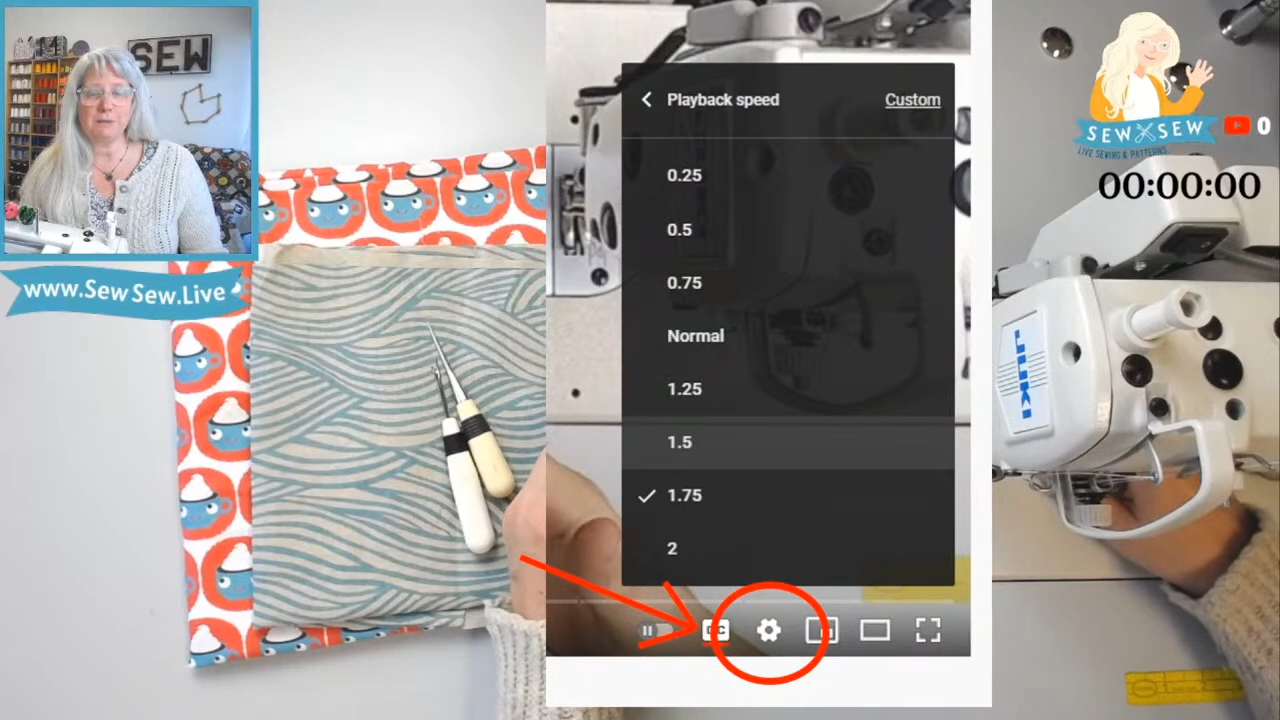 SEW
www.SewSew.Live
Playback speed
Custom
0.25
0.5
0.75
Normal
1.25
1.5
1.75
2
SEW SEW
LIVE SEWING & PATTERNS
0
00:00:00
JUKI